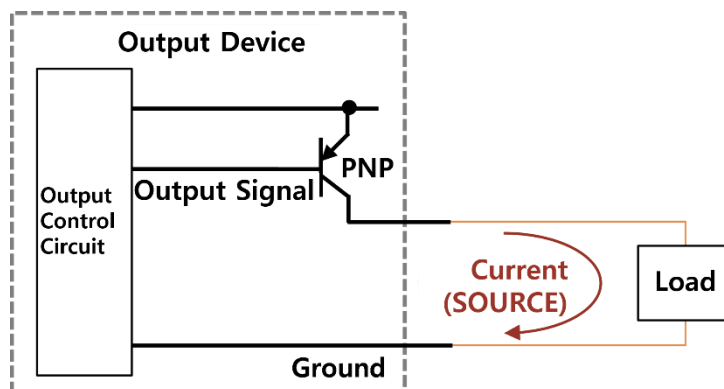 Output Device
PNP
Output Signal
Output
Control
Circuit
Current
(SOURCE)
Load
Ground